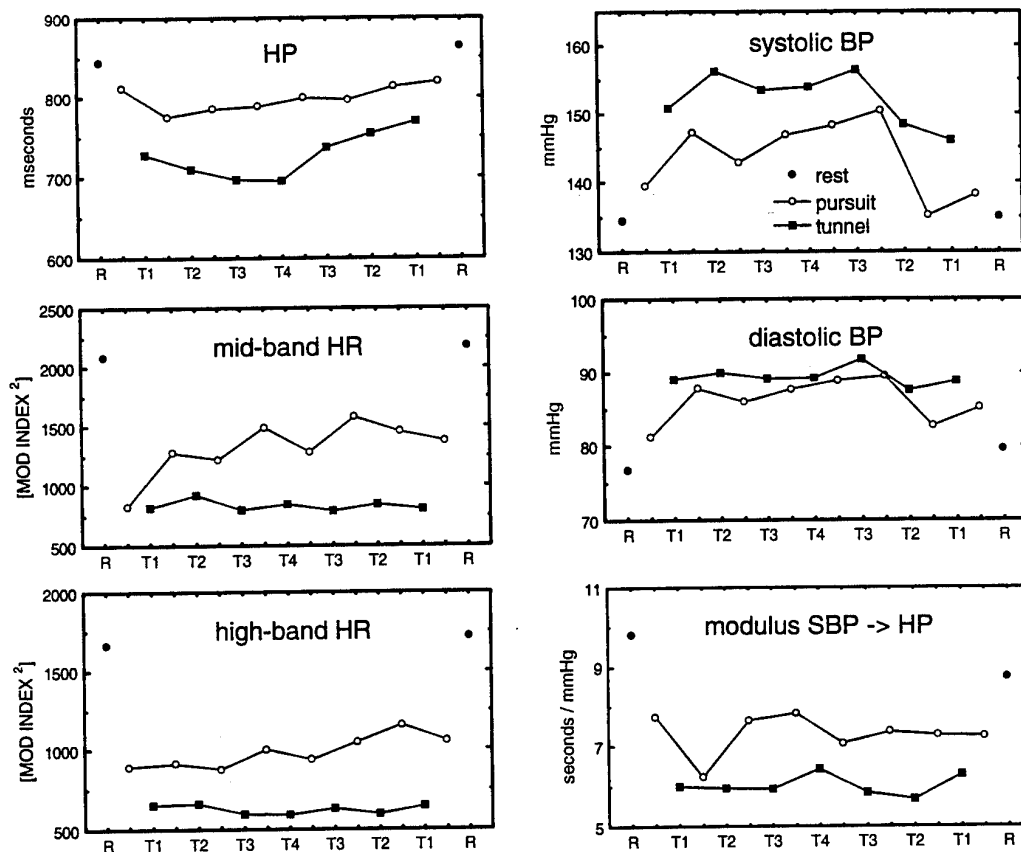 HP
mseconds
900
800
700
600
R T1 T2 T3 T4 T3 T2 T1 R
systolic BP
mmHg
160
150
140
130
rest
pursuit
tunnel
R T1 T2 T3 T4 T3 T2 T1 R
mid-band HR
[MOD INDEX ²]
2500
2000
1500
1000
500
R T1 T2 T3 T4 T3 T2 T1 R
diastolic BP
mmHg
100
90
80
70
R T1 T2 T3 T4 T3 T2 T1 R
high-band HR
[MOD INDEX ²]
2000
1500
1000
500
R T1 T2 T3 T4 T3 T2 T1 R
modulus SBP -> HP
seconds / mmHg
11
9
7
5
R T1 T2 T3 T4 T3 T2 T1 R